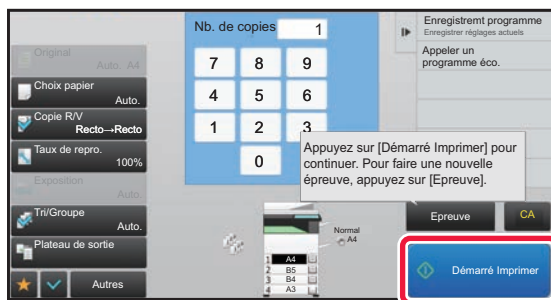 Nb. de copies
1
Original
Auto. A4
Choix papier
Auto.
Copie R/V
Recto→Recto
Taux de repro.
100%
Exposition
Auto.
Tri/Groupe
Auto.
Plateau de sortie
Autres
7 8 9
4 5 6
1 2 3
0
Appuyez sur [Démarré Imprimer] pour
continuer. Pour faire une nouvelle
épreuve, appuyez sur [Epreuve].
Normal
A4
1 A4
2 B5
3 B4
4 A3
Enregistremt programme
Enregistrer réglages actuels
Appeler un
programme éco.
Epreuve
CA
Démarré Imprimer